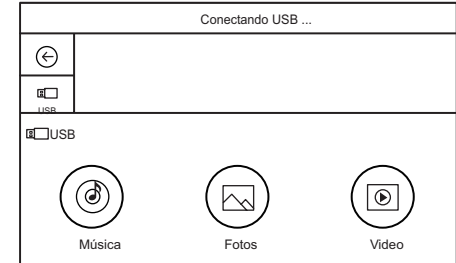 Conectando USB ...
USB
USB
Música
Fotos
Video